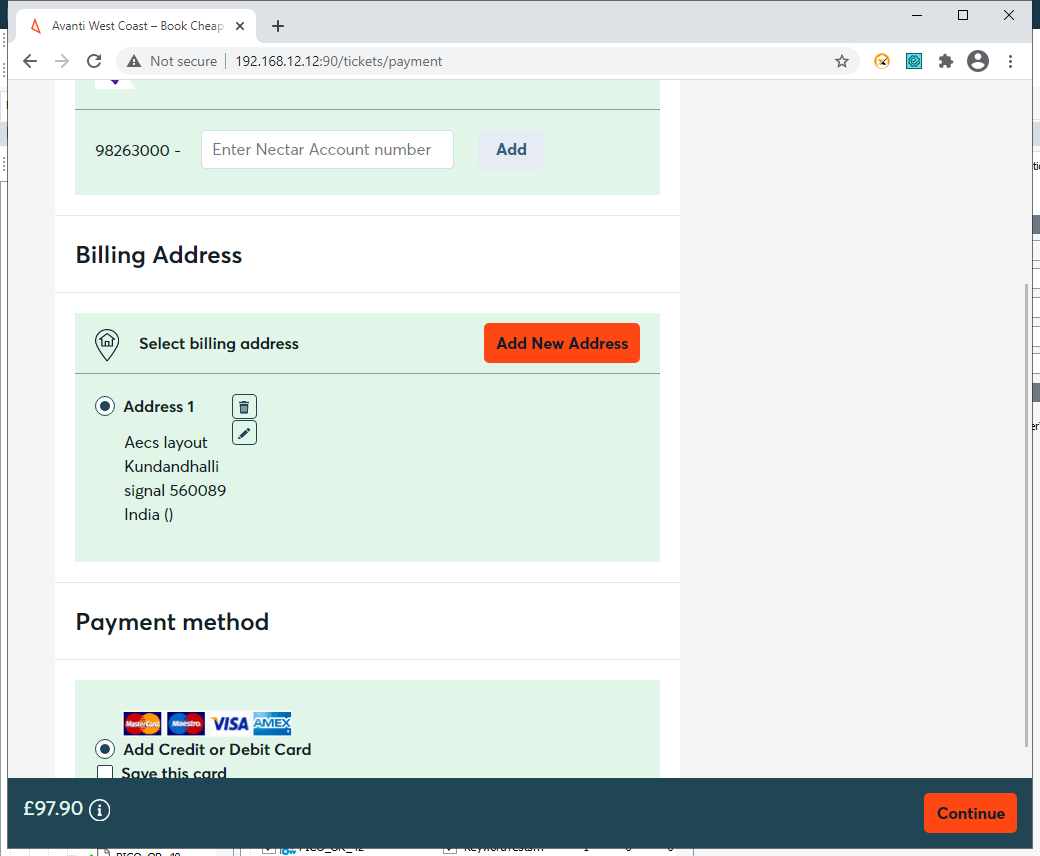 Avanti West Coast – Book Cheap
Not secure
192.168.12.12:90/tickets/payment
98263000 -
Enter Nectar Account number
Add
Billing Address
Select billing address
Add New Address
Address 1
Aecs layout
Kundandhalli
signal 560089
India ()
Payment method
MasterCard
Maestro
VISA
AMEX
Add Credit or Debit Card
Save this card
£97.90
Continue